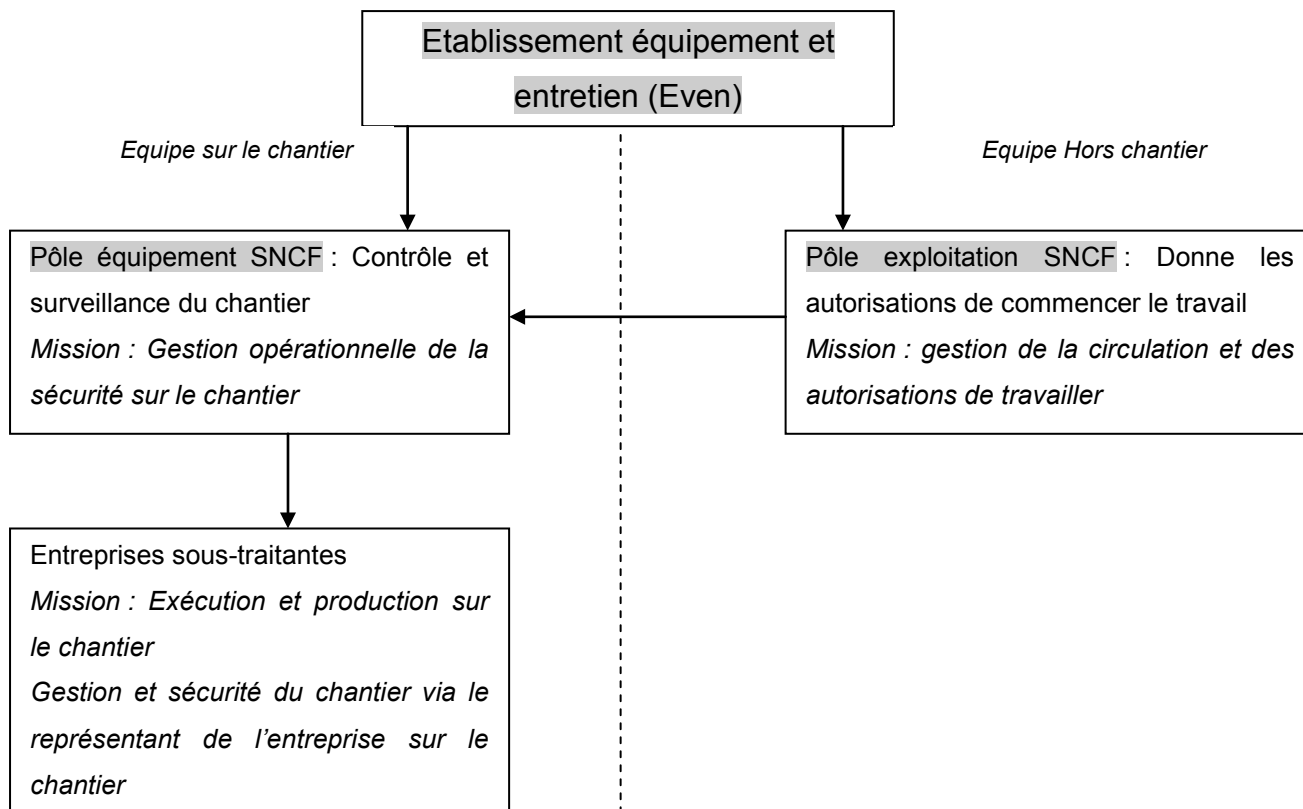 Etablissement équipement et
entretien (Even)
Equipe sur le chantier
Equipe Hors chantier
Pôle équipement SNCF : Contrôle et
surveillance du chantier
Mission : Gestion opérationnelle de la
sécurité sur le chantier
Pôle exploitation SNCF : Donne les
autorisations de commencer le travail
Mission : gestion de la circulation et des
autorisations de travailler
Entreprises sous-traitantes
Mission : Exécution et production sur
le chantier
Gestion et sécurité du chantier via le
représentant de l’entreprise sur le
chantier